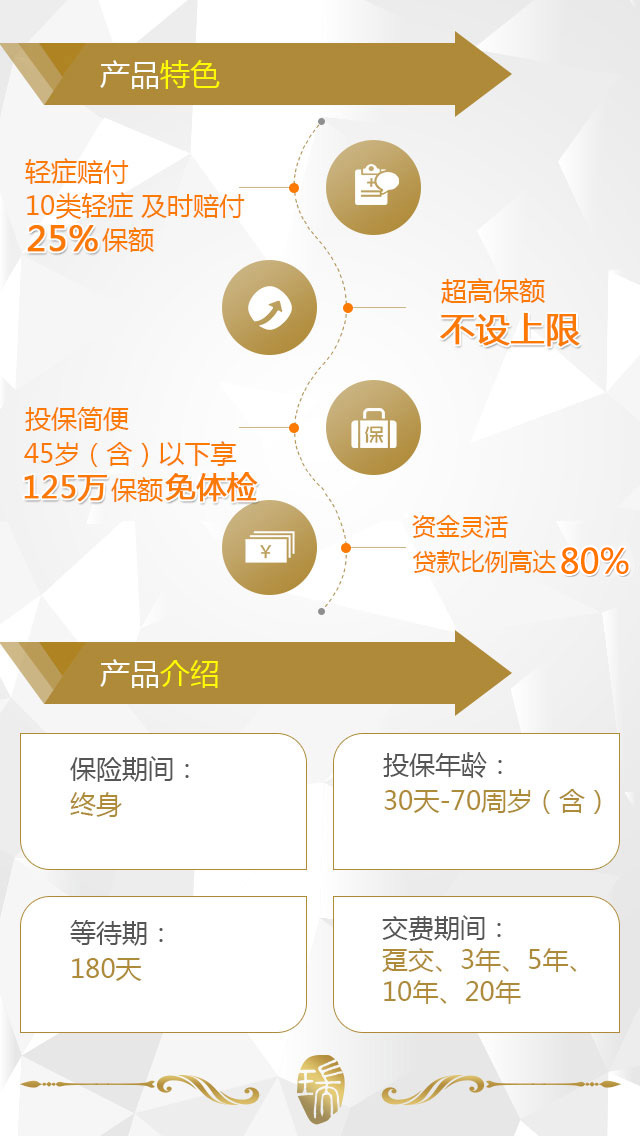 产品特色
轻症赔付
10类轻症 及时赔付
25%保额
超高保额
不设上限
保
投保简便
45岁（含）以下享
125万保额免体检
¥
资金灵活
贷款比例高达80%
产品介绍
保险期间：
终身
投保年龄：
30天-70周岁（含）
等待期：
180天
交费期间：
趸交、3年、5年、
10年、20年
瑞